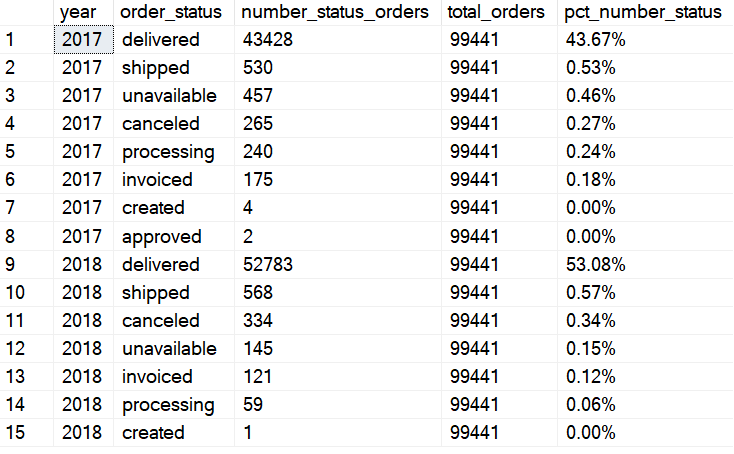 year order_status number_status_orders total_orders pct_number_status
1 2017 delivered 43428 99441 43.67%
2 2017 shipped 530 99441 0.53%
3 2017 unavailable 457 99441 0.46%
4 2017 canceled 265 99441 0.27%
5 2017 processing 240 99441 0.24%
6 2017 invoiced 175 99441 0.18%
7 2017 created 4 99441 0.00%
8 2017 approved 2 99441 0.00%
9 2018 delivered 52783 99441 53.08%
10 2018 shipped 568 99441 0.57%
11 2018 canceled 334 99441 0.34%
12 2018 unavailable 145 99441 0.15%
13 2018 invoiced 121 99441 0.12%
14 2018 processing 59 99441 0.06%
15 2018 created 1 99441 0.00%